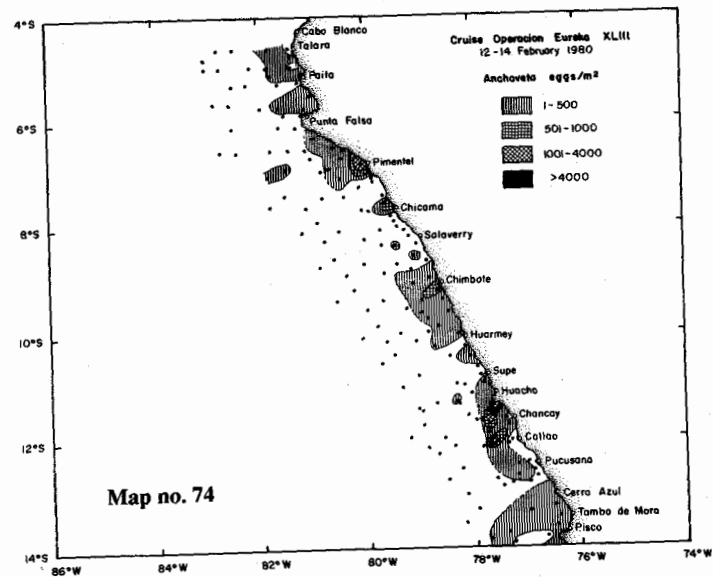 Cruise Operacion Eureka XLIII
12-14 February 1980
Anchoveta eggs/m²
1-500
501-1000
1001-4000
>4000
4°S
6°S
8°S
10°S
12°S
14°S
Cabo Blanco
Talara
Paita
Punta Falsa
Pimentel
Chicama
Salaverry
Chimbote
Huarmey
Supe
Huacho
Chancay
Callao
Pucusana
Cerro Azul
Tambo de Mora
Pisco
Map no. 74
86°W
84°W
82°W
80°W
78°W
76°W
74°W